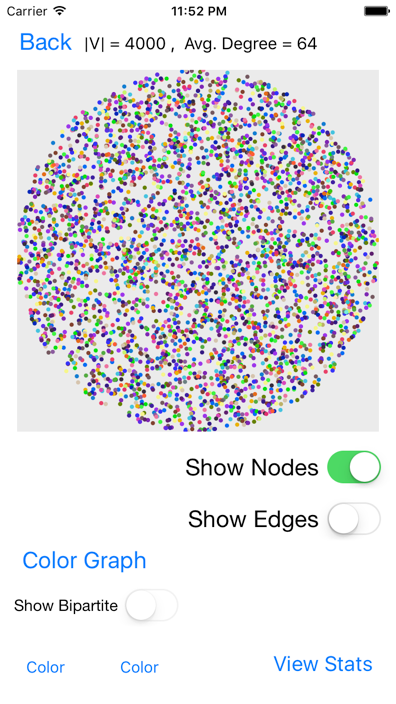 Carrier 11:52 PM
Back |V| = 4000 , Avg. Degree = 64
Show Nodes
Show Edges
Color Graph
Show Bipartite
Color Color View Stats